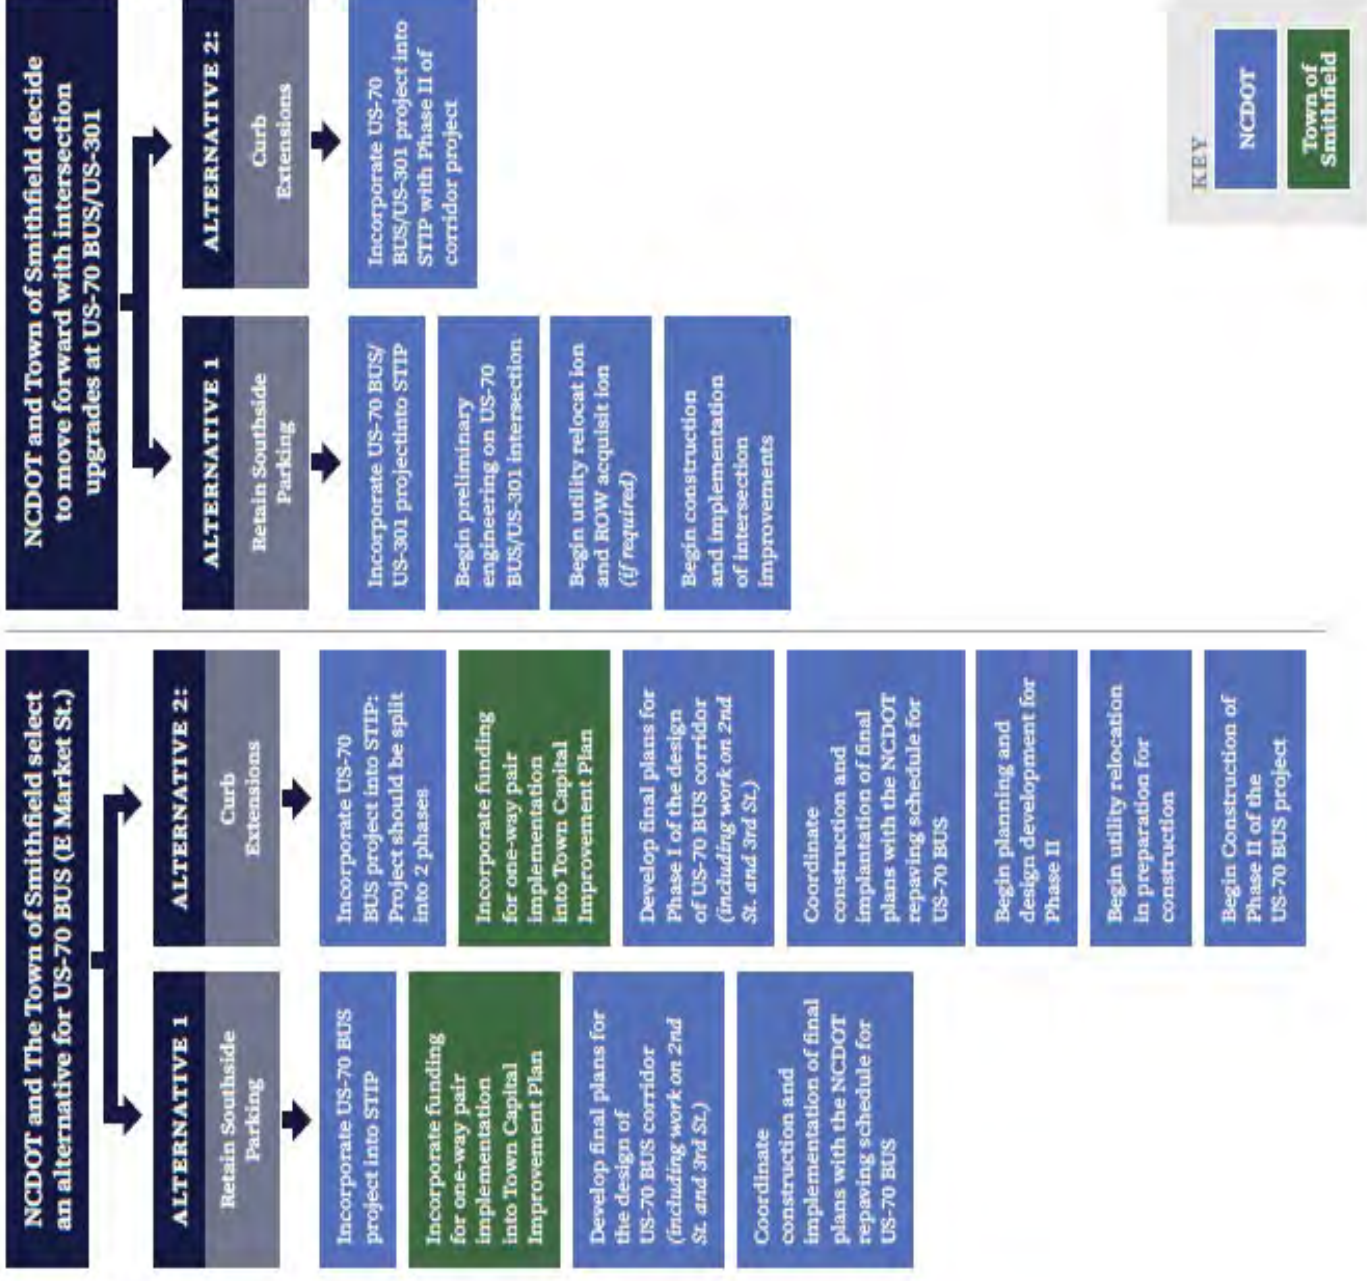 NCDOT and The Town of Smithfield select
an alternative for US-70 BUS (E Market St.)
ALTERNATIVE 1
Retain Southside
Parking
Incorporate US-70 BUS
project into STIP
Incorporate funding
for one-way pair
implementation
into Town Capital
Improvement Plan
Develop final plans for
the design of
US-70 BUS corridor
(including work on 2nd
St. and 3rd St.)
Coordinate
construction and
implementation of final
plans with the NCDOT
repaving schedule for
US-70 BUS
ALTERNATIVE 2:
Curb
Extensions
Incorporate US-70
BUS project into STIP:
Project should be split
into 2 phases
Incorporate funding
for one-way pair
implementation
into Town Capital
Improvement Plan
Develop final plans for
Phase I of the design
of US-70 BUS corridor
(including work on 2nd
St. and 3rd St.)
Coordinate
construction and
implantation of final
plans with the NCDOT
repaving schedule for
US-70 BUS
Begin planning and
design development for
Phase II
Begin utility relocation
in preparation for
construction
Begin Construction of
Phase II of the
US-70 BUS project
NCDOT and Town of Smithfield decide
to move forward with intersection
upgrades at US-70 BUS/US-301
ALTERNATIVE 1
Retain Southside
Parking
Incorporate US-70 BUS/
US-301 projectinto STIP
Begin preliminary
engineering on US-70
BUS/US-301 intersection
Begin utility relocat ion
and ROW acquisit ion
(if required)
Begin construction
and implementation
of intersection
improvements
ALTERNATIVE 2:
Curb
Extensions
Incorporate US-70
BUS/US-301 project into
STIP with Phase II of
corridor project
KEY
NCDOT
Town of
Smithfield